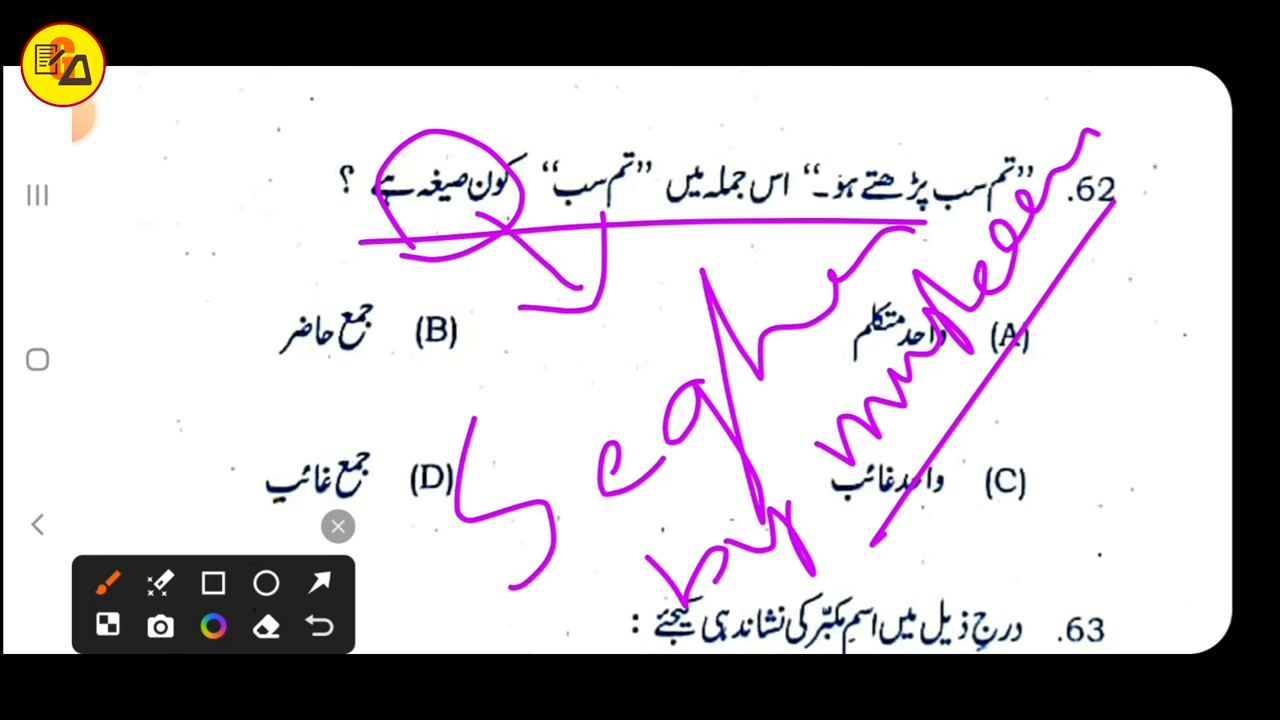 62. ”تم سب پڑھتے ہو۔“ اس جملہ میں ”تم سب“ کون صیغہ ہے ؟
(A) واحد متکلم (B) جمع حاضر
(C) واحد غائب (D) جمع غائب
63. درج ذیل میں اسم مکبّر کی نشاندہی کیجئے :
Seghe
by